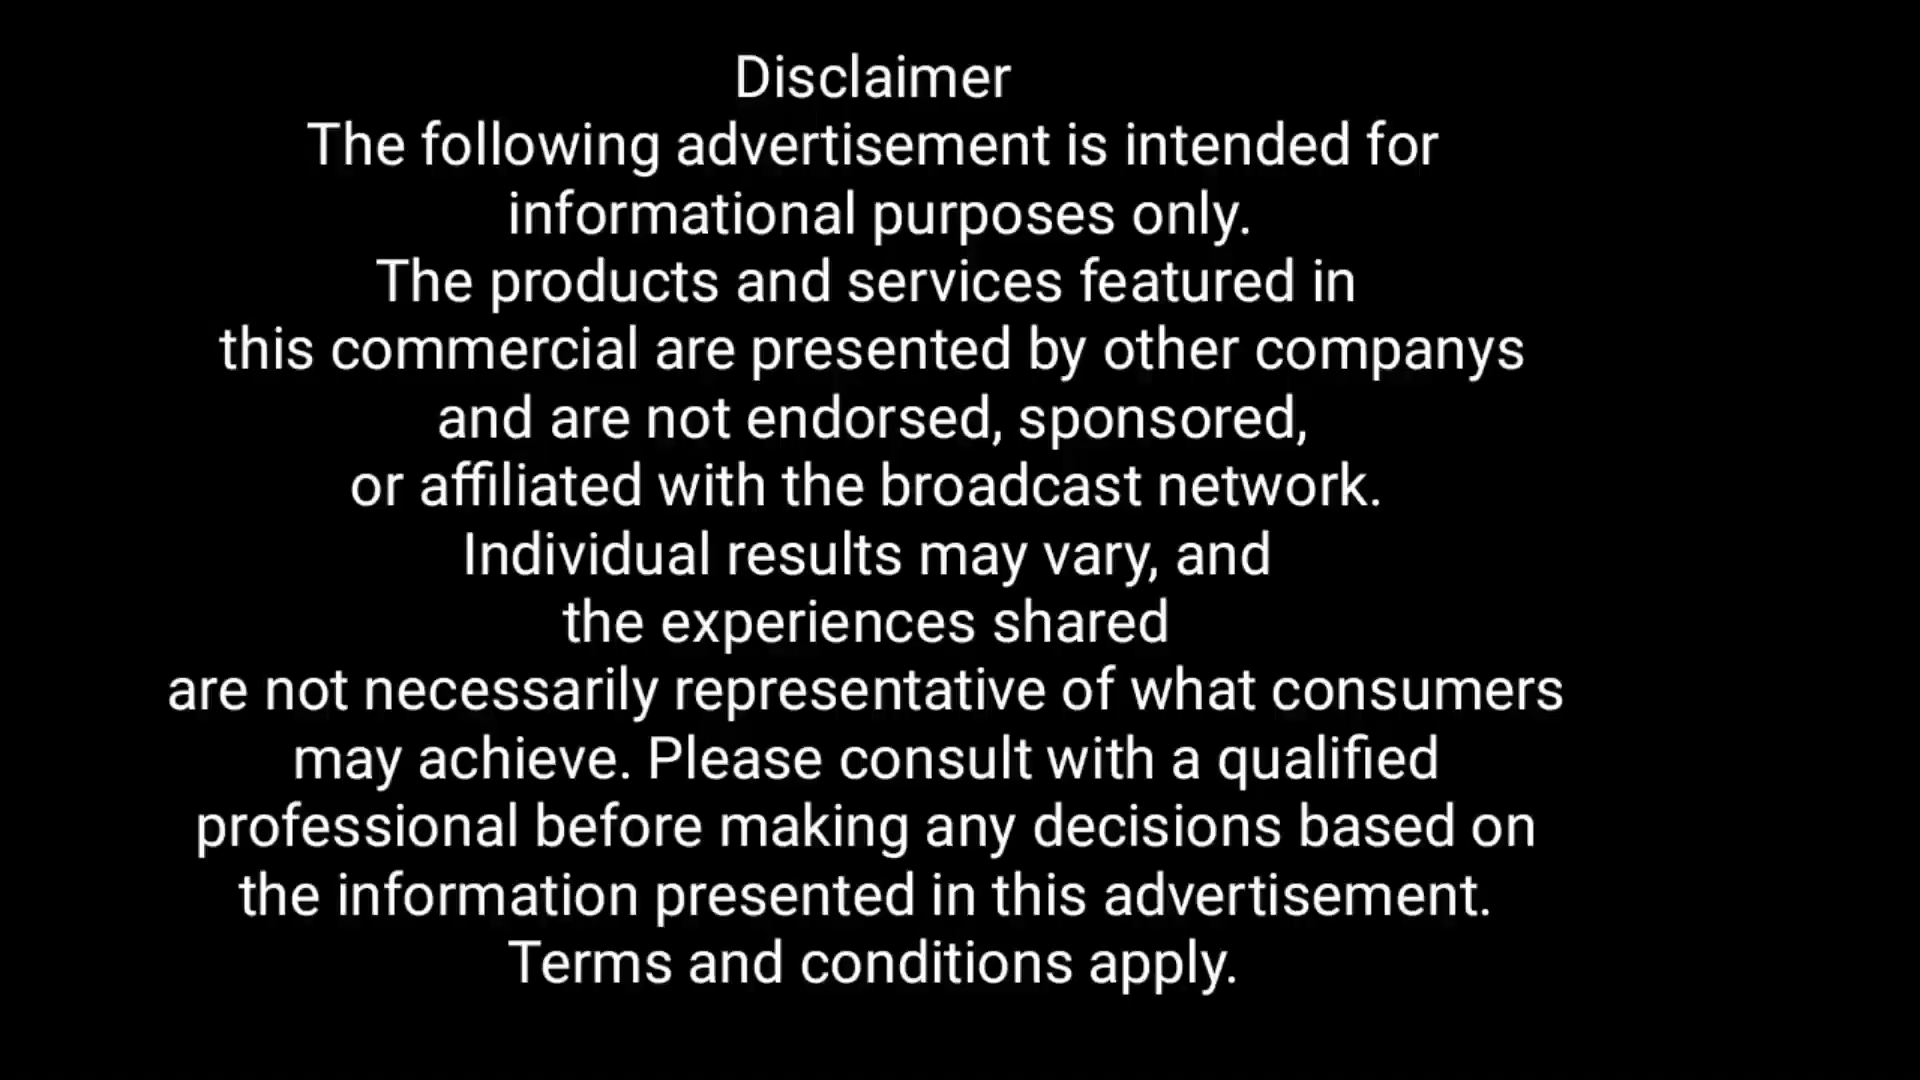 Disclaimer
The following advertisement is intended for
informational purposes only.
The products and services featured in
this commercial are presented by other companys
and are not endorsed, sponsored,
or affiliated with the broadcast network.
Individual results may vary, and
the experiences shared
are not necessarily representative of what consumers
may achieve. Please consult with a qualified
professional before making any decisions based on
the information presented in this advertisement.
Terms and conditions apply.